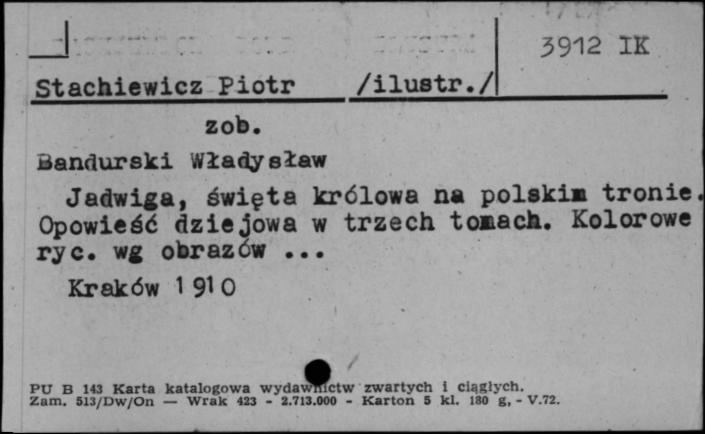 3912 IK
Stachiewicz Piotr /ilustr./
zob.
Bandurski Władysław
Jadwiga, święta królowa na polskim tronie.
Opowieść dziejowa w trzech tomach. Kolorowe
ryc. wg obrazów ...
Kraków 1910
PU B 143 Karta katalogowa wydawnictw zwartych i ciągłych.
Zam. 513/Dw/On — Wrak 423 - 2.713.000 - Karton 5 kl. 180 g, - V.72.